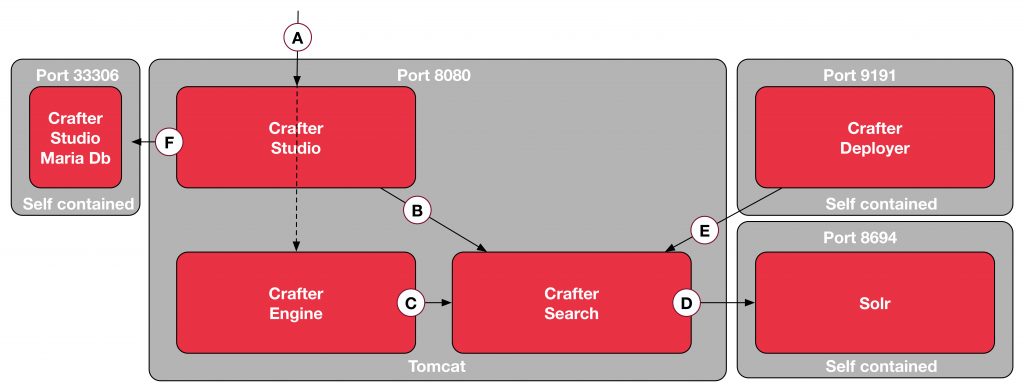 A
Port 33306
Port 8080
Port 9191
Crafter
Studio
Maria Db
F
Crafter
Studio
Crafter
Deployer
Self contained
Self contained
B
E
Port 8694
Crafter
Engine
C
Crafter
Search
D
Solr
Tomcat
Self contained